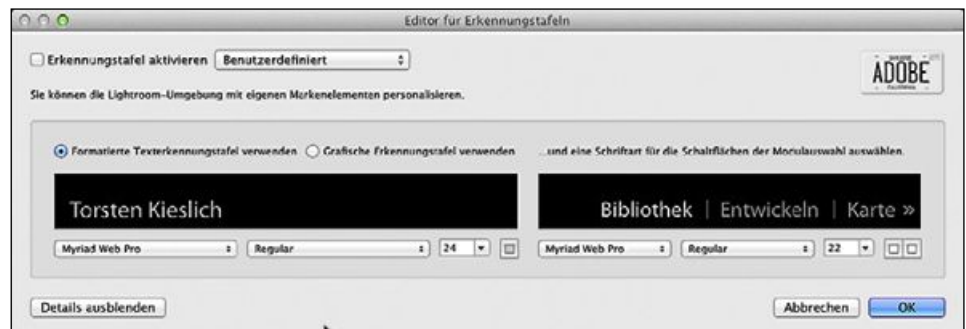 Editor für Erkennungstafeln
Erkennungstafel aktivieren Benutzerdefiniert
ADOBE
Sie können die Lightroom-Umgebung mit eigenen Markenelementen personalisieren.
Formatierte Texterkennungstafel verwenden Grafische Erkennungstafel verwenden ...und eine Schriftart für die Schaltflächen der Modulauswahl auswählen.
Torsten Kieslich Bibliothek | Entwickeln | Karte »
Myriad Web Pro Regular 24 Myriad Web Pro Regular 22
Details ausblenden Abbrechen OK